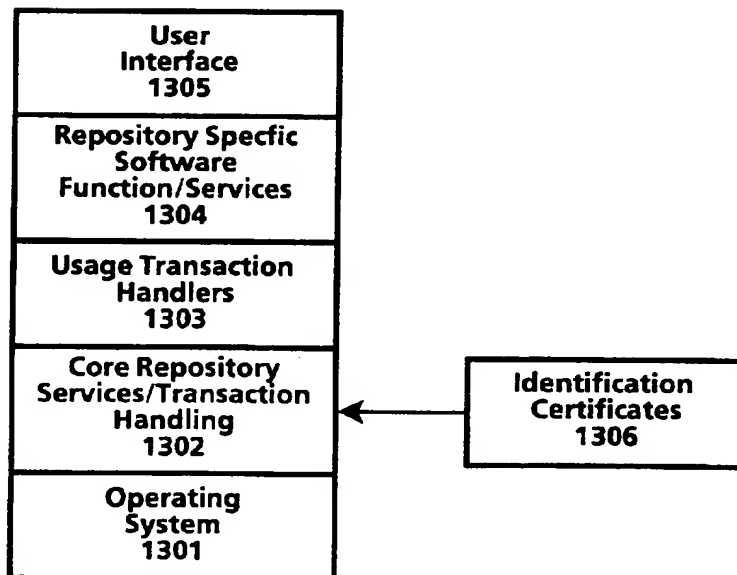 User
Interface
1305
Repository Specfic
Software
Function/Services
1304
Usage Transaction
Handlers
1303
Core Repository
Services/Transaction
Handling
1302
Identification
Certificates
1306
Operating
System
1301